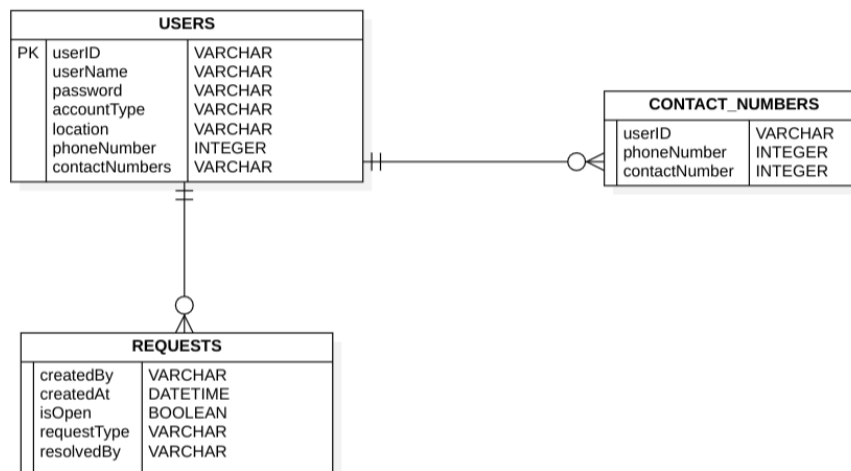 USERS
PK userID VARCHAR
userName VARCHAR
password VARCHAR
accountType VARCHAR
location VARCHAR
phoneNumber INTEGER
contactNumbers VARCHAR
CONTACT_NUMBERS
userID VARCHAR
phoneNumber INTEGER
contactNumber INTEGER
REQUESTS
createdBy VARCHAR
createdAt DATETIME
isOpen BOOLEAN
requestType VARCHAR
resolvedBy VARCHAR